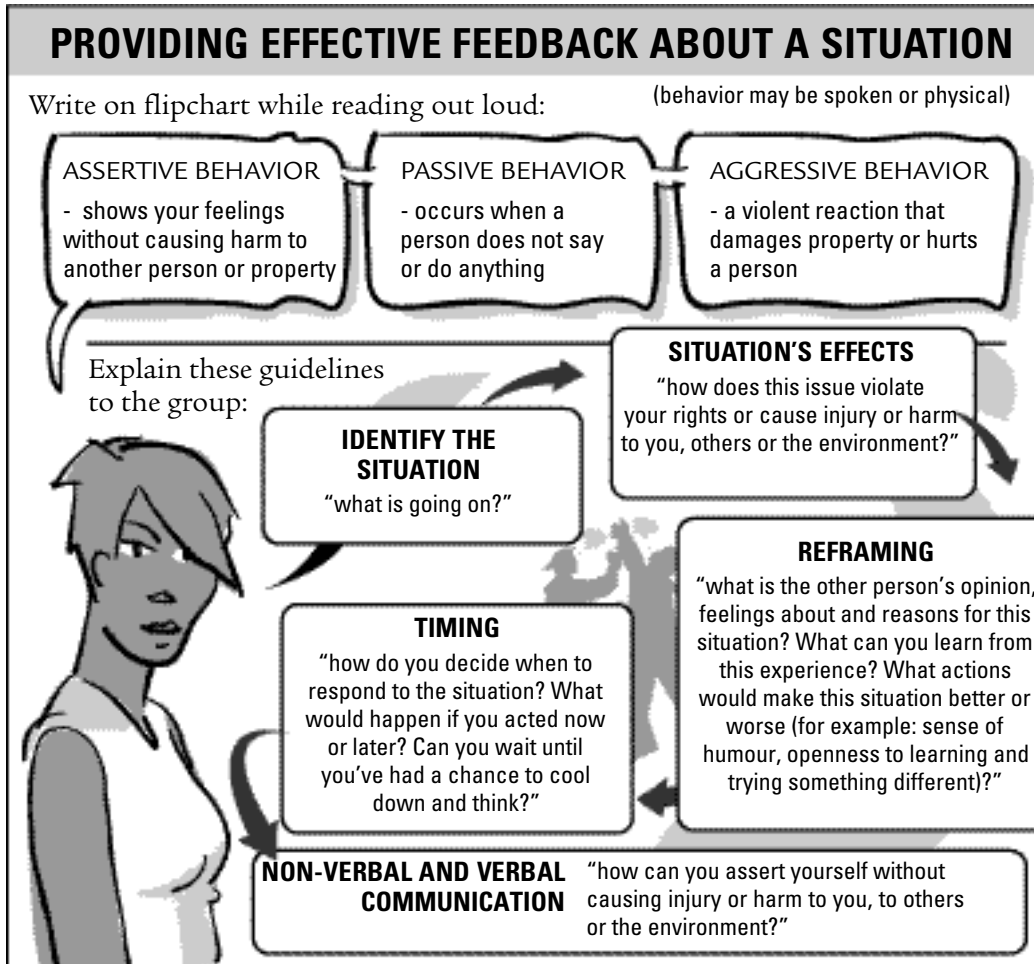 PROVIDING EFFECTIVE FEEDBACK ABOUT A SITUATION
Write on flipchart while reading out loud:
(behavior may be spoken or physical)
ASSERTIVE BEHAVIOR
- shows your feelings
without causing harm to
another person or property
PASSIVE BEHAVIOR
- occurs when a
person does not say
or do anything
AGGRESSIVE BEHAVIOR
- a violent reaction that
damages property or hurts
a person
Explain these guidelines
to the group:
IDENTIFY THE
SITUATION
“what is going on?”
SITUATION’S EFFECTS
“how does this issue violate
your rights or cause injury or harm
to you, others or the environment?”
REFRAMING
“what is the other person’s opinion,
feelings about and reasons for this
situation? What can you learn from
this experience? What actions
would make this situation better or
worse (for example: sense of
humour, openness to learning and
trying something different)?”
TIMING
“how do you decide when to
respond to the situation? What
would happen if you acted now
or later? Can you wait until
you’ve had a chance to cool
down and think?”
NON-VERBAL AND VERBAL
COMMUNICATION
“how can you assert yourself without
causing injury or harm to you, to others
or the environment?”